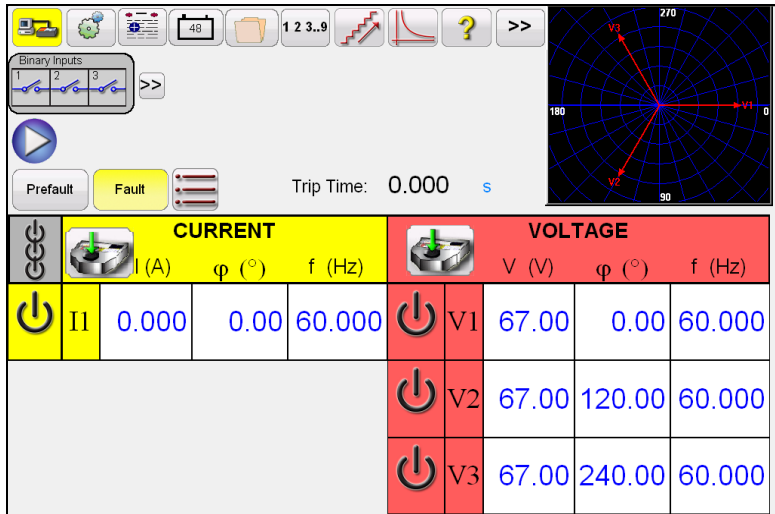 48
1 2 3..9
?
>>
Binary Inputs
1 2 3
>>
270
V3
180
V1
0
V2
90
Prefault
Fault
Trip Time: 0.000 s
CURRENT
I (A) φ (°) f (Hz)
VOLTAGE
V (V) φ (°) f (Hz)
I1 0.000 0.00 60.000
V1 67.00 0.00 60.000
V2 67.00 120.00 60.000
V3 67.00 240.00 60.000